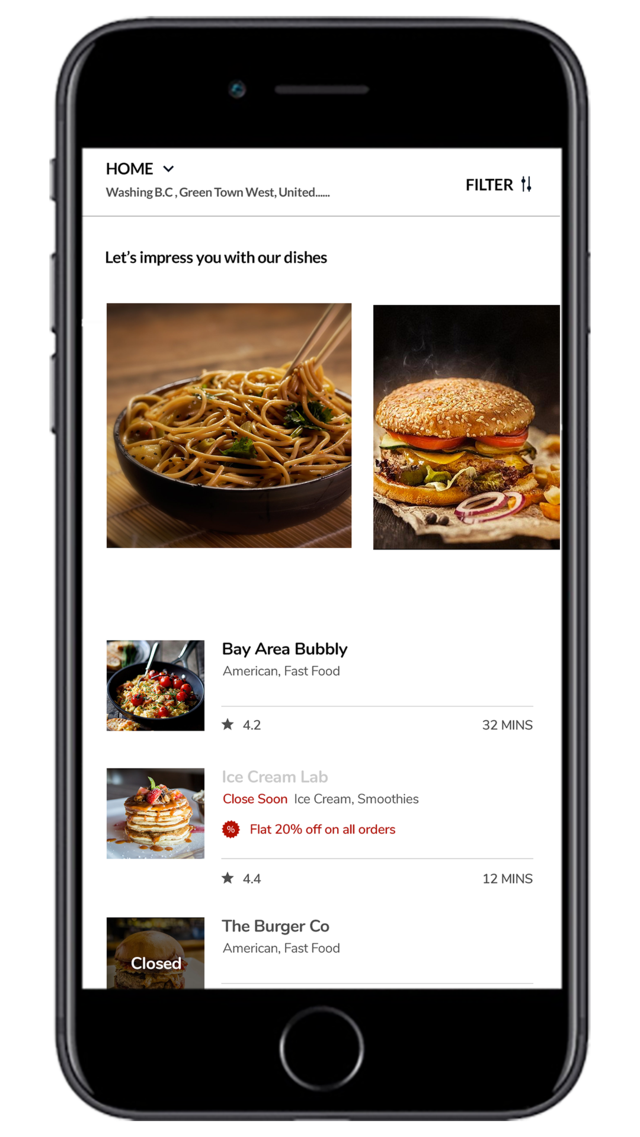 HOME
Washing B.C , Green Town West, United......
FILTER
Let's impress you with our dishes
Bay Area Bubbly
American, Fast Food
4.2 32 MINS
Ice Cream Lab
Close Soon Ice Cream, Smoothies
% Flat 20% off on all orders
4.4 12 MINS
The Burger Co
American, Fast Food
Closed